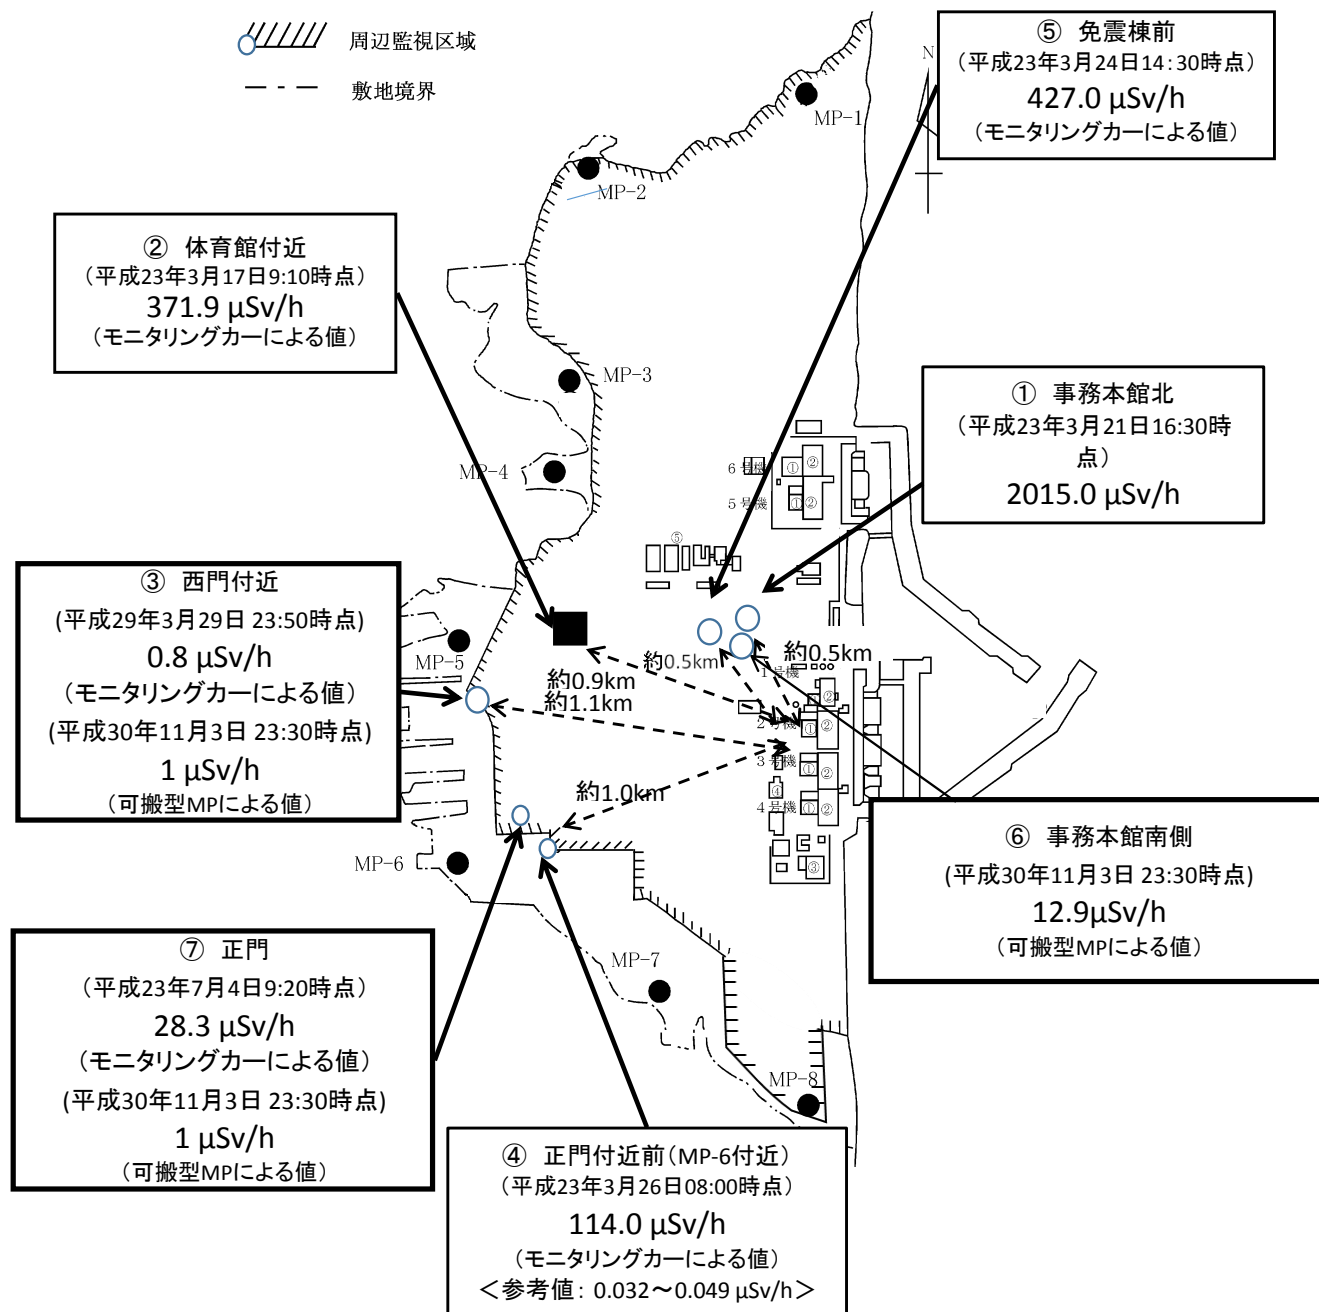 周辺監視区域
敷地境界
⑤ 免震棟前
(平成23年3月24日14:30時点)
427.0 μSv/h
(モニタリングカーによる値)
N
MP-1
MP-2
② 体育館付近
(平成23年3月17日9:10時点)
371.9 μSv/h
(モニタリングカーによる値)
MP-3
① 事務本館北
(平成23年3月21日16:30時
点)
2015.0 μSv/h
MP-4
6号機
① ②
5号機
① ②
⑤
③ 西門付近
(平成29年3月29日 23:50時点)
0.8 μSv/h
(モニタリングカーによる値)
(平成30年11月3日 23:30時点)
1 μSv/h
(可搬型MPによる値)
MP-5
約0.5km
約0.5km
約0.9km
約1.1km
1号機
②
2号機
① ②
3号機
① ②
④
4号機
① ②
③
約1.0km
MP-6
⑥ 事務本館南側
(平成30年11月3日 23:30時点)
12.9μSv/h
(可搬型MPによる値)
⑦ 正門
(平成23年7月4日9:20時点)
28.3 μSv/h
(モニタリングカーによる値)
(平成30年11月3日 23:30時点)
1 μSv/h
(可搬型MPによる値)
MP-7
MP-8
④ 正門付近前(MP-6付近)
(平成23年3月26日08:00時点)
114.0 μSv/h
(モニタリングカーによる値)
<参考値: 0.032～0.049 μSv/h>